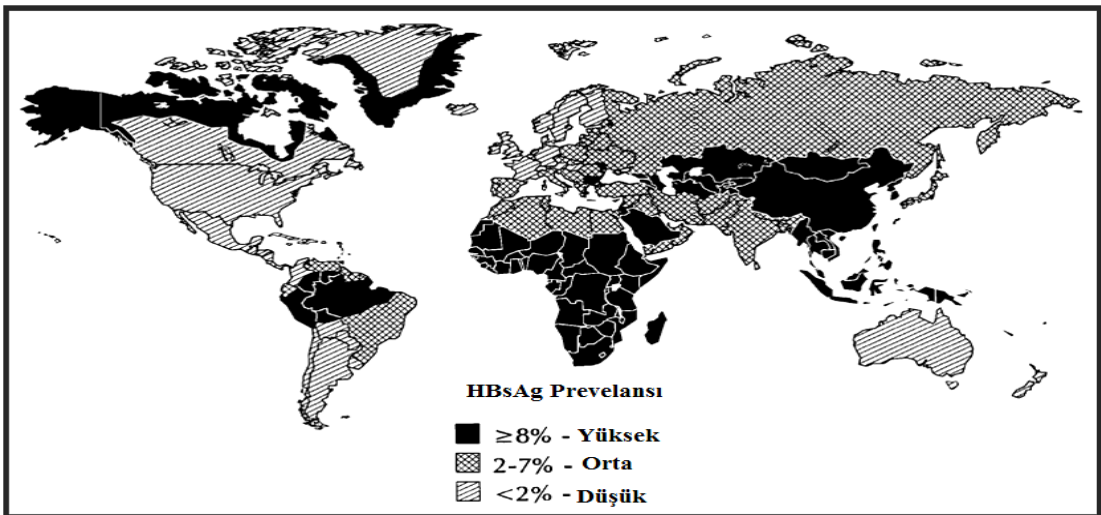 HBsAg Prevelansı
≥8% - Yüksek
2-7% - Orta
<2% - Düşük